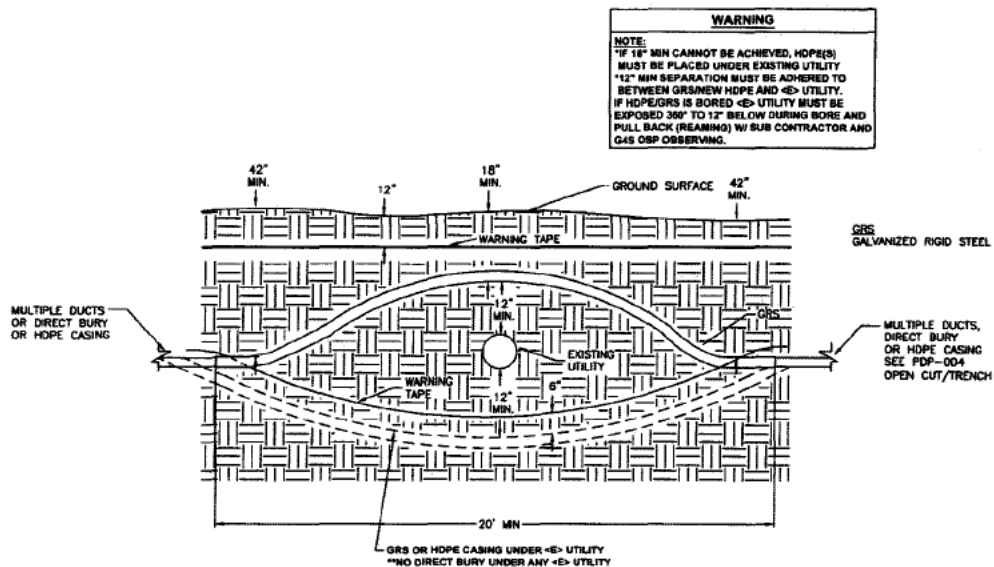 WARNING
NOTE:
*IF 18" MIN CANNOT BE ACHIEVED, HDPE(S)
MUST BE PLACED UNDER EXISTING UTILITY
*12" MIN SEPARATION MUST BE ADHERED TO
BETWEEN GRS/NEW HDPE AND <E> UTILITY.
IF HDPE/GRS IS BORED <E> UTILITY MUST BE
EXPOSED 360° TO 12" BELOW DURING BORE AND
PULL BACK (REAMING) W/ SUB CONTRACTOR AND
G4S OSP OBSERVING.
42"
MIN.
12"
18"
MIN.
GROUND SURFACE
42"
MIN.
GRS
GALVANIZED RIGID STEEL
WARNING TAPE
MULTIPLE DUCTS
OR DIRECT BURY
OR HDPE CASING
12"
MIN.
GRS
MULTIPLE DUCTS,
DIRECT BURY
OR HDPE CASING
SEE PDP-004
OPEN CUT/TRENCH
EXISTING
UTILITY
WARNING
TAPE
12"
MIN.
6"
20' MIN
GRS OR HDPE CASING UNDER <E> UTILITY
**NO DIRECT BURY UNDER ANY <E> UTILITY